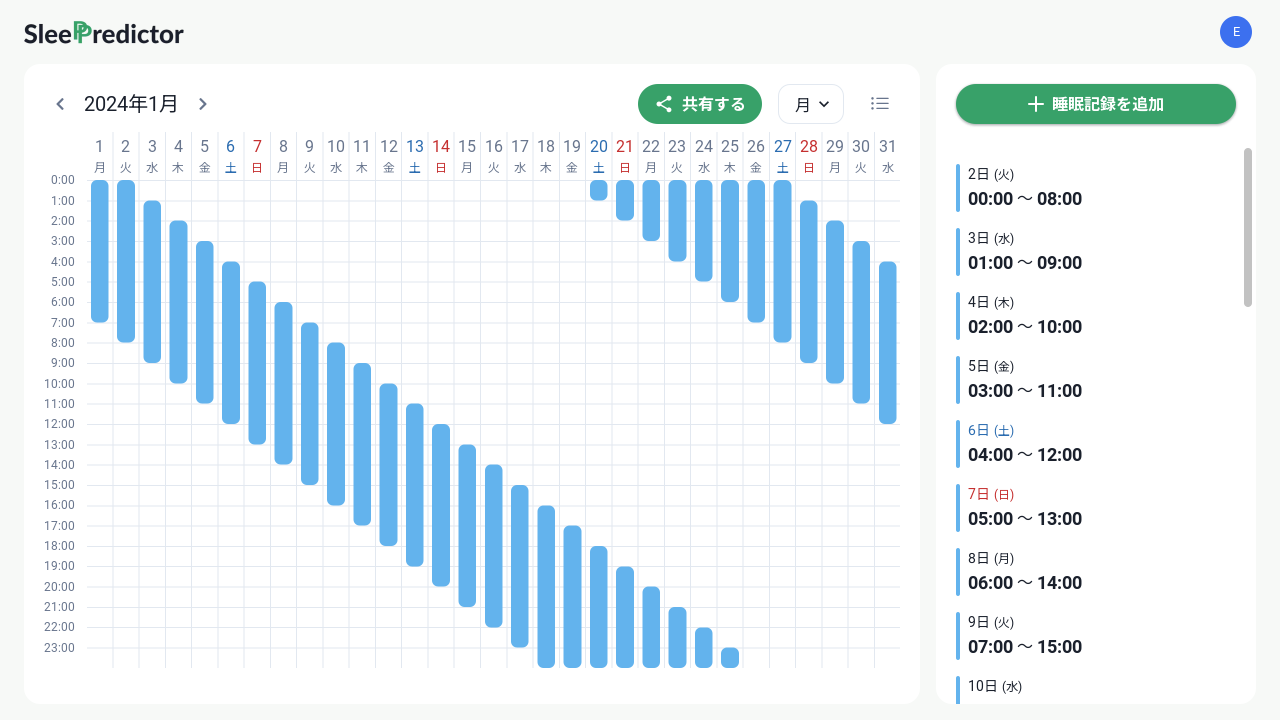 SleePredictor
E
2024年1月
共有する
月
睡眠記録を追加
1 2 3 4 5 6 7 8 9 10 11 12 13 14 15 16 17 18 19 20 21 22 23 24 25 26 27 28 29 30 31
月 火 水 木 金 土 日 月 火 水 木 金 土 日 月 火 水 木 金 土 日 月 火 水 木 金 土 日 月 火 水
0:00
1:00
2:00
3:00
4:00
5:00
6:00
7:00
8:00
9:00
10:00
11:00
12:00
13:00
14:00
15:00
16:00
17:00
18:00
19:00
20:00
21:00
22:00
23:00
2日 (火)
00:00 〜 08:00
3日 (水)
01:00 〜 09:00
4日 (木)
02:00 〜 10:00
5日 (金)
03:00 〜 11:00
6日 (土)
04:00 〜 12:00
7日 (日)
05:00 〜 13:00
8日 (月)
06:00 〜 14:00
9日 (火)
07:00 〜 15:00
10日 (水)